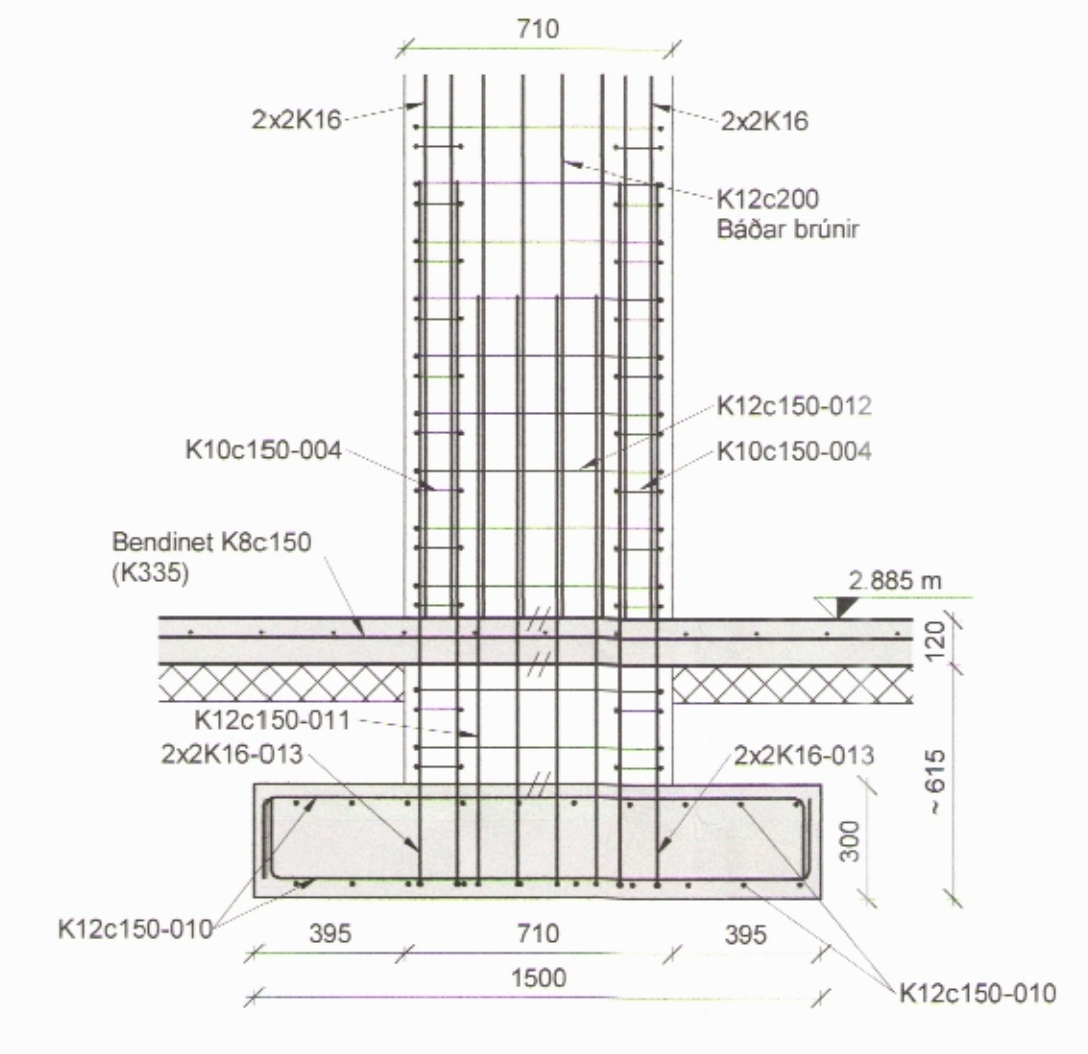 710
2x2K16
2x2K16
K12c200
Báðar brúnir
K12c150-012
K10c150-004
K10c150-004
Bendinet K8c150
(K335)
2.885 m
120
K12c150-011
2x2K16-013
2x2K16-013
~615
300
K12c150-010
395
710
395
1500
K12c150-010